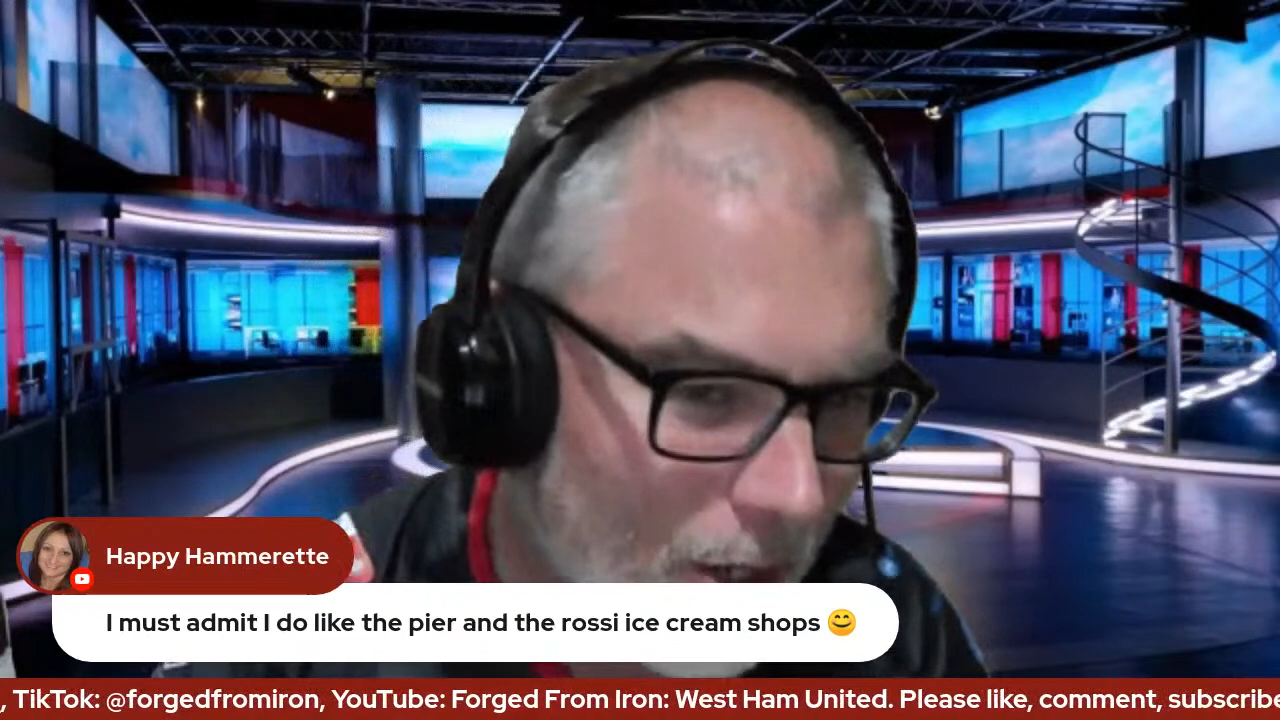 Happy Hammerette
I must admit I do like the pier and the rossi ice cream shops 😊
, TikTok: @forgedfromiron, YouTube: Forged From Iron: West Ham United. Please like, comment, subscribe